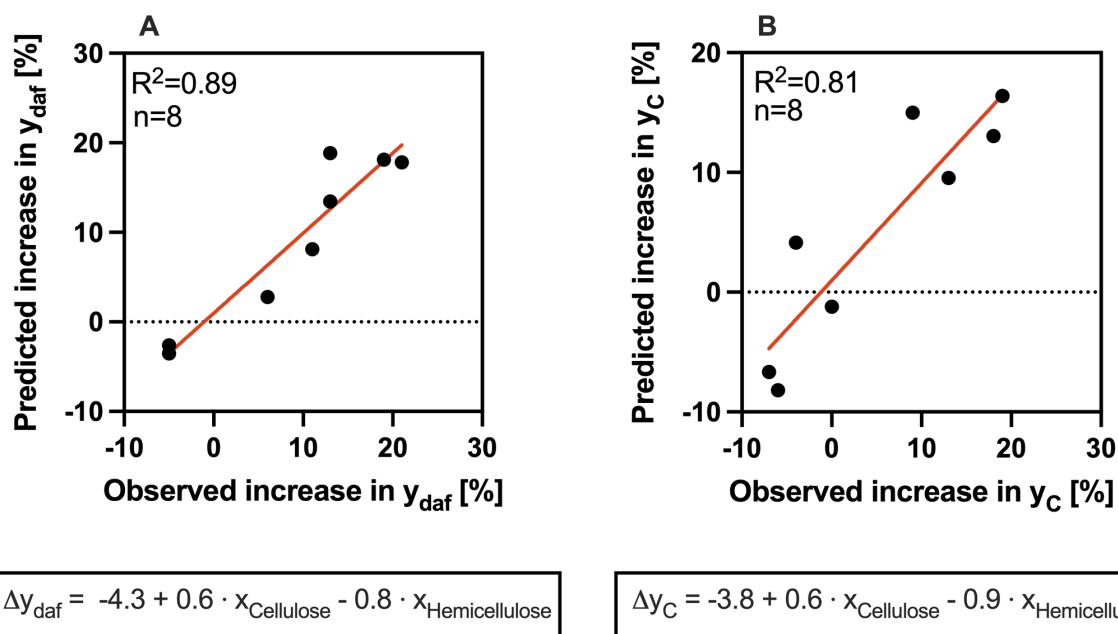 A
R²=0.89
n=8
30
20
10
0
-10
-10 0 10 20 30
Predicted increase in y_daf [%]
Observed increase in y_daf [%]
B
R²=0.81
n=8
20
10
0
-10
-10 0 10 20 30
Predicted increase in y_C [%]
Observed increase in y_C [%]
Δy_daf = -4.3 + 0.6 · x_Cellulose - 0.8 · x_Hemicellulose
Δy_C = -3.8 + 0.6 · x_Cellulose - 0.9 · x_Hemicellu